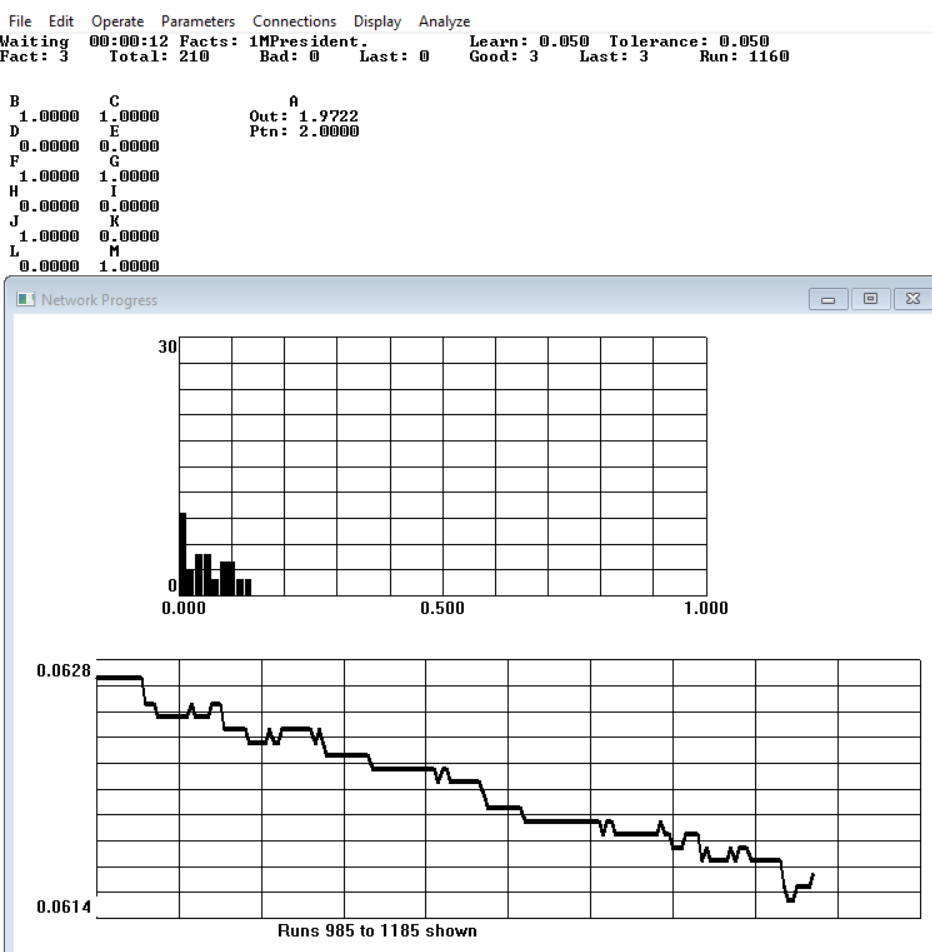 File Edit Operate Parameters Connections Display Analyze
Waiting 00:00:12 Facts: 1MPresident. Learn: 0.050 Tolerance: 0.050
Fact: 3 Total: 210 Bad: 0 Last: 0 Good: 3 Last: 3 Run: 1160
B C A
1.0000 1.0000 Out: 1.9722
D E Ptn: 2.0000
0.0000 0.0000
F G
1.0000 1.0000
H I
0.0000 0.0000
J K
1.0000 0.0000
L M
0.0000 1.0000
Network Progress
30
0
0.000 0.500 1.000
0.0628
0.0614
Runs 985 to 1185 shown